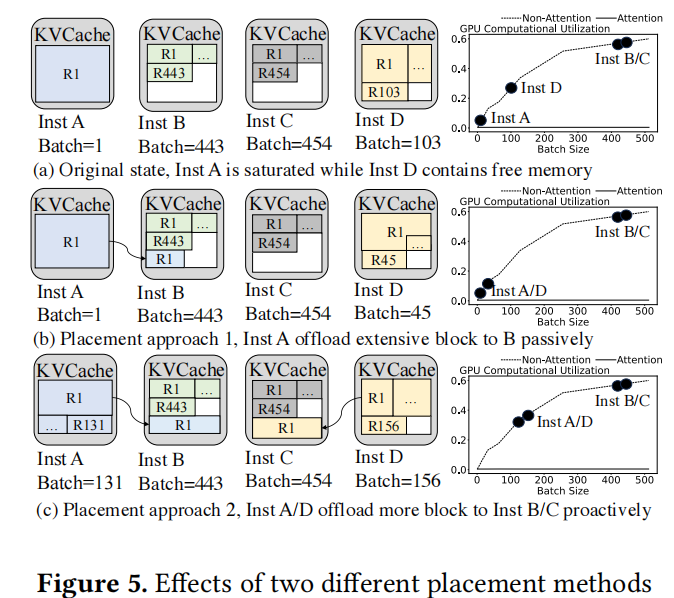 KVCache
R1
Inst A
Batch=1
KVCache
R1 ...
R443
Inst B
Batch=443
KVCache
R1 ...
R454
Inst C
Batch=454
KVCache
R1 ...
R103
Inst D
Batch=103
Non-Attention Attention
GPU Computational Utilization
0.6
0.4
0.2
0.0
Inst B/C
Inst D
Inst A
0 100 200 300 400 500
Batch Size
(a) Original state, Inst A is saturated while Inst D contains free memory
KVCache
R1
Inst A
Batch=1
KVCache
R1 ...
R443
R1
Inst B
Batch=443
KVCache
R1 ...
R454
Inst C
Batch=454
KVCache
R1
...
R45
Inst D
Batch=45
Non-Attention Attention
GPU Computational Utilization
0.6
0.4
0.2
0.0
Inst B/C
Inst A/D
0 100 200 300 400 500
Batch Size
(b) Placement approach 1, Inst A offload extensive block to B passively
KVCache
R1
... R131
Inst A
Batch=131
KVCache
R1 ...
R443
R1
Inst B
Batch=443
KVCache
R1 ...
R454
R1
Inst C
Batch=454
KVCache
R1 ...
R156
Inst D
Batch=156
Non-Attention Attention
GPU Computational Utilization
0.6
0.4
0.2
0.0
Inst B/C
Inst A/D
0 100 200 300 400 500
Batch Size
(c) Placement approach 2, Inst A/D offload more block to Inst B/C proactively
Figure 5. Effects of two different placement methods